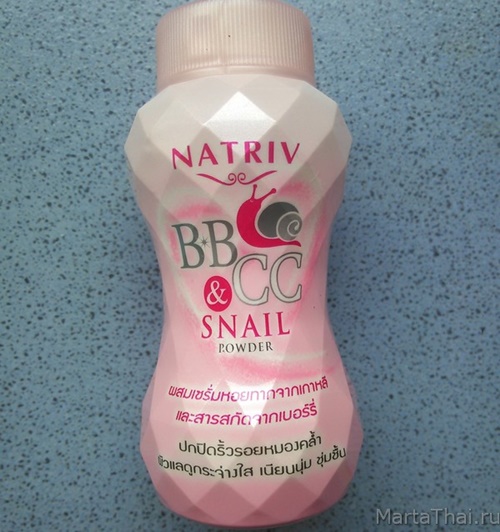 NATRIV
BB
& CC
SNAIL
POWDER
ผสมเซรั่มหอยทากจากเกาหลี
และสารสกัดจากเบอร์รี่
ปกปิดริ้วรอยหมองคล้ำ
ผิวแลดูกระจ่างใส เนียนนุ่ม ชุ่มชื้น
MartaThai.ru